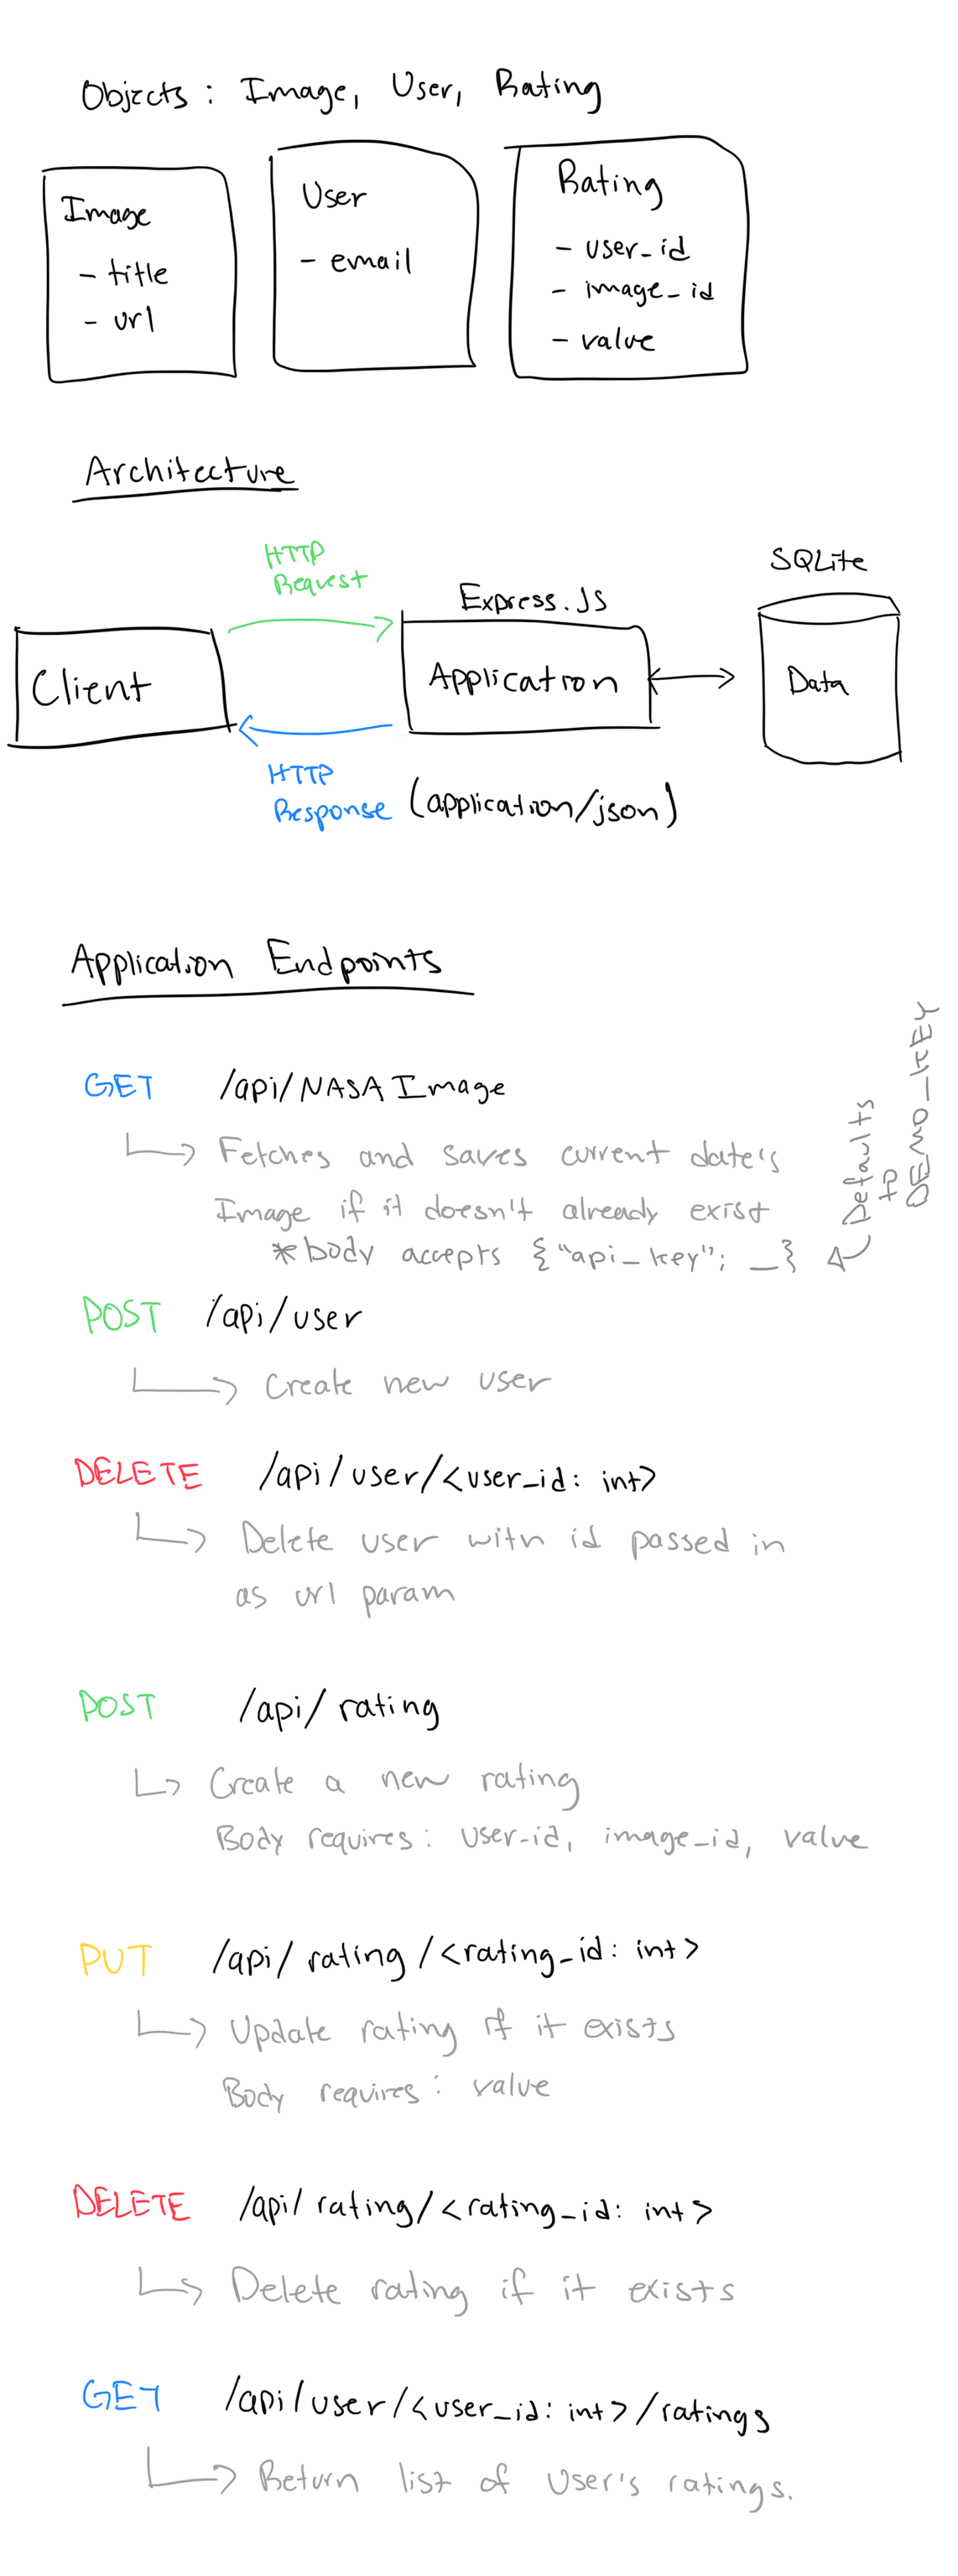 Objects: Image, User, Rating
Image
- title
- url
User
- email
Rating
- user_id
- image_id
- value
Architecture
HTTP
Request
Client
Express.JS
Application
SQLite
Data
HTTP
Response (application/json)
Application Endpoints
GET /api/NASA Image
Fetches and saves current date's
Image if it doesn't already exist
*body accepts {"api_key"; _}
Defaults
to
DEMO_KEY
POST /api/user
Create new user
DELETE /api/user/<user_id: int>
Delete user with id passed in
as url param
POST /api/rating
Create a new rating
Body requires: user_id, image_id, value
PUT /api/rating/<rating_id: int>
Update rating if it exists
Body requires: value
DELETE /api/rating/<rating_id: int>
Delete rating if it exists
GET /api/user/<user_id: int>/ratings
Return list of user's ratings.